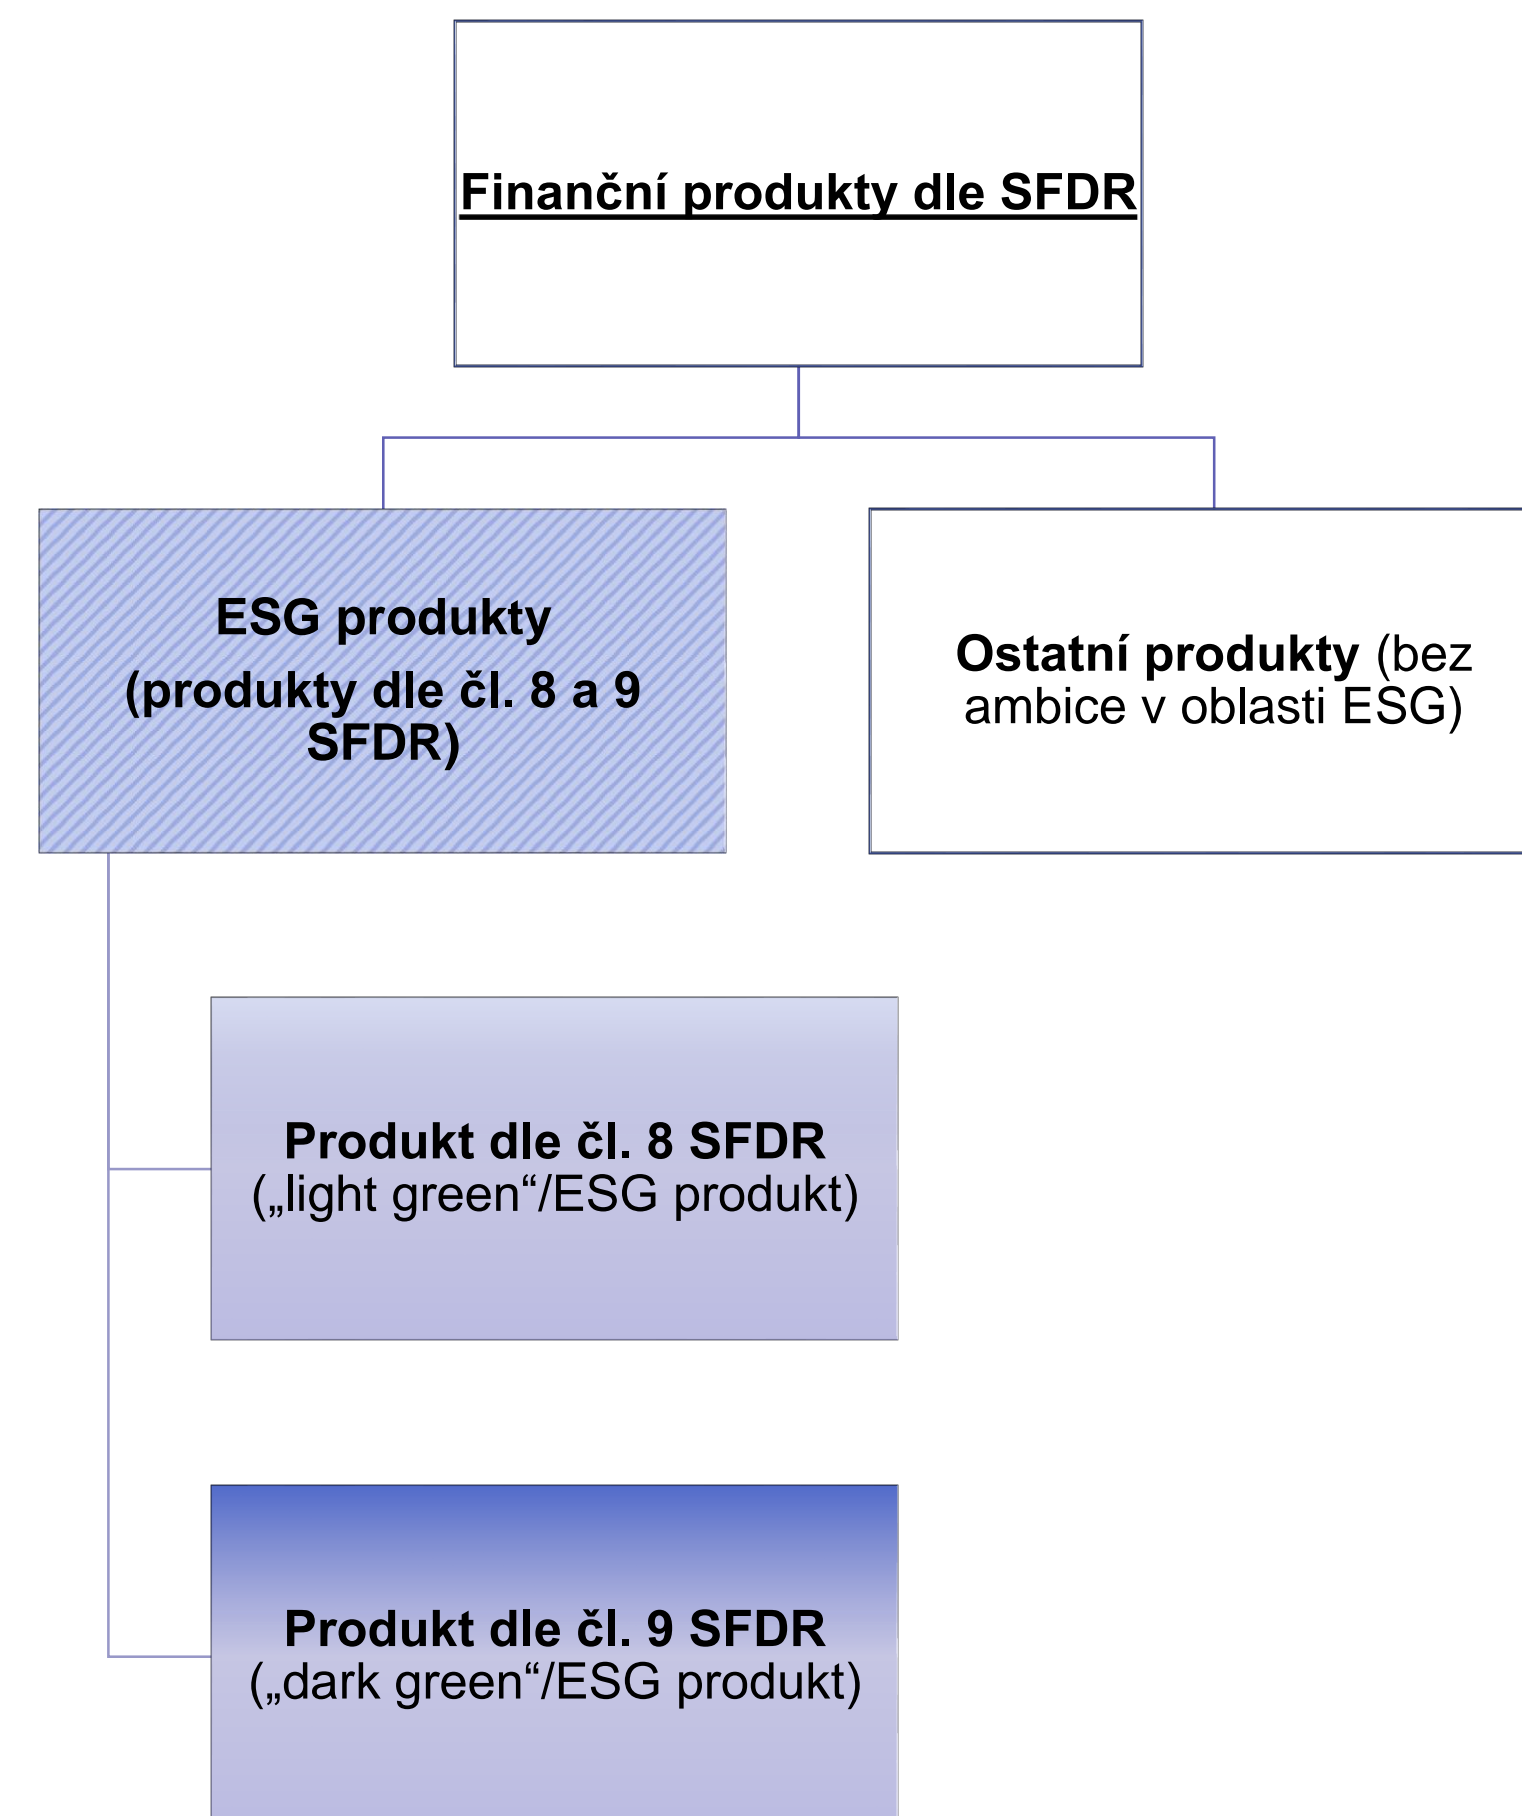 Finanční produkty dle SFDR
ESG produkty
(produkty dle čl. 8 a 9
SFDR)
Ostatní produkty (bez
ambice v oblasti ESG)
Produkt dle čl. 8 SFDR
(„light green“/ESG produkt)
Produkt dle čl. 9 SFDR
(„dark green“/ESG produkt)